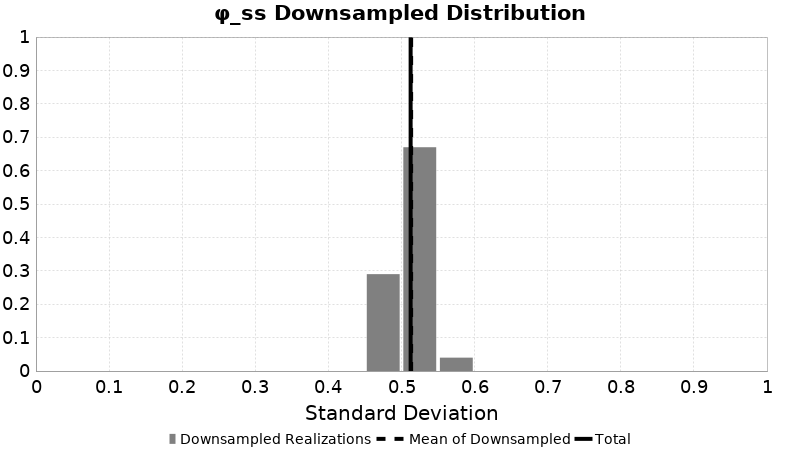 φ_ss Downsampled Distribution
1
0.9
0.8
0.7
0.6
0.5
0.4
0.3
0.2
0.1
0
0 0.1 0.2 0.3 0.4 0.5 0.6 0.7 0.8 0.9 1
Standard Deviation
Downsampled Realizations Mean of Downsampled Total